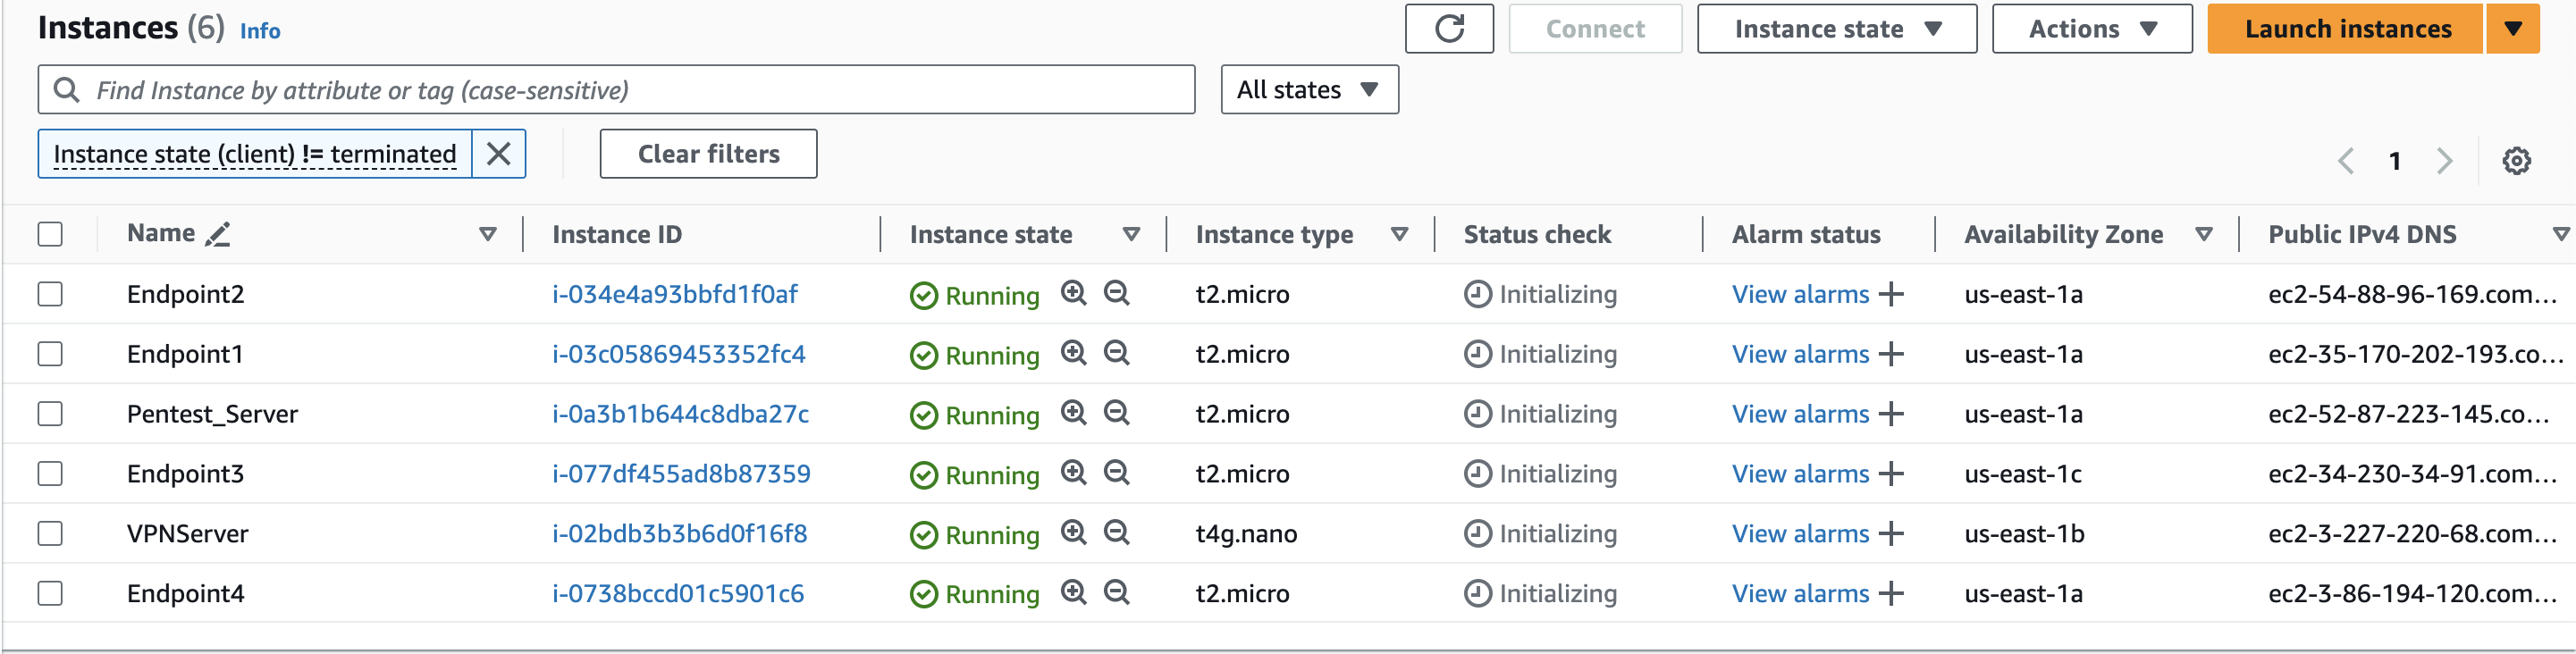 Instances (6) Info
Connect Instance state Actions Launch instances
Find Instance by attribute or tag (case-sensitive) All states
Instance state (client) != terminated Clear filters 1
Name Instance ID Instance state Instance type Status check Alarm status Availability Zone Public IPv4 DNS
Endpoint2 i-034e4a93bbfd1f0af Running t2.micro Initializing View alarms us-east-1a ec2-54-88-96-169.com...
Endpoint1 i-03c05869453352fc4 Running t2.micro Initializing View alarms us-east-1a ec2-35-170-202-193.co...
Pentest_Server i-0a3b1b644c8dba27c Running t2.micro Initializing View alarms us-east-1a ec2-52-87-223-145.co...
Endpoint3 i-077df455ad8b87359 Running t2.micro Initializing View alarms us-east-1c ec2-34-230-34-91.com...
VPNServer i-02bdb3b3b6d0f16f8 Running t4g.nano Initializing View alarms us-east-1b ec2-3-227-220-68.com...
Endpoint4 i-0738bccd01c5901c6 Running t2.micro Initializing View alarms us-east-1a ec2-3-86-194-120.com...